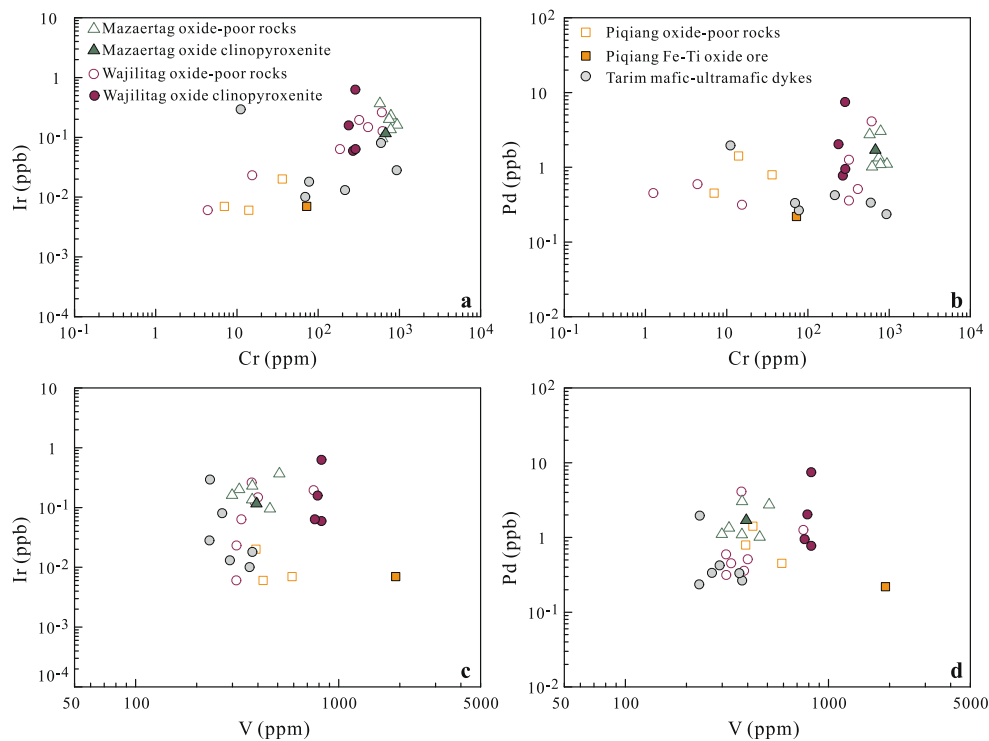 Mazaertag oxide-poor rocks
Mazaertag oxide clinopyroxenite
Wajilitag oxide-poor rocks
Wajilitag oxide clinopyroxenite
10
1
10-1
10-2
10-3
10-4
Ir (ppb)
10-1
1
10
102
103
104
Cr (ppm)
a
Piqiang oxide-poor rocks
Piqiang Fe-Ti oxide ore
Tarim mafic-ultramafic dykes
102
10
1
10-1
10-2
Pd (ppb)
10-1
1
10
102
103
104
Cr (ppm)
b
10
1
10-1
10-2
10-3
10-4
Ir (ppb)
50
100
1000
5000
V (ppm)
c
102
10
1
10-1
10-2
Pd (ppb)
50
100
1000
5000
V (ppm)
d